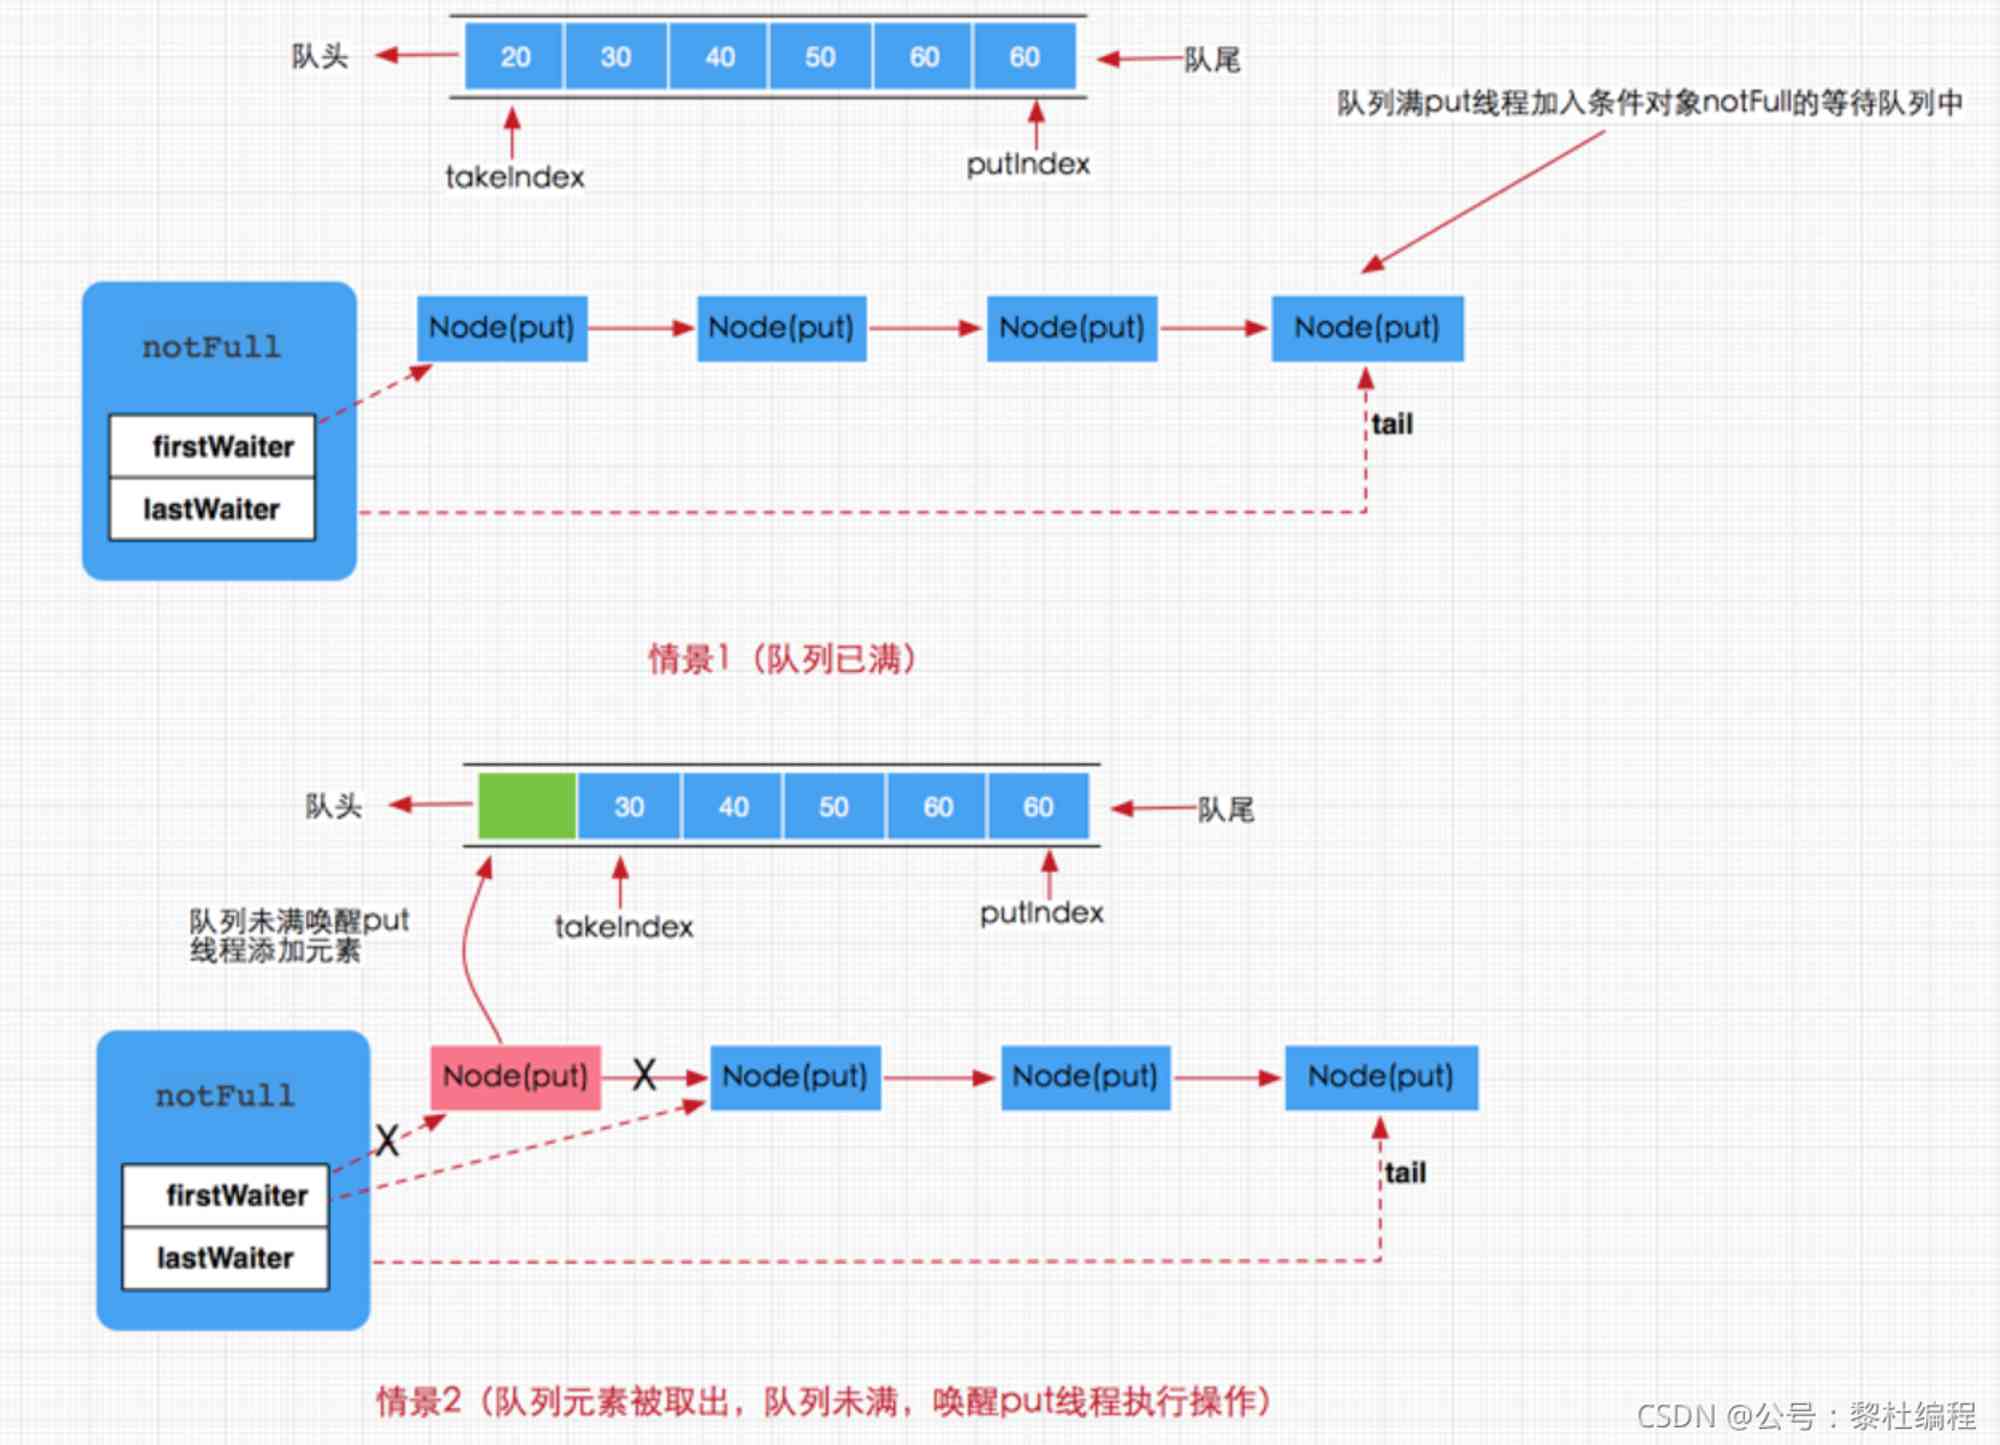 队头
20 30 40 50 60 60
队尾
takeIndex
putIndex
队列满put线程加入条件对象notFull的等待队列中
notFull
Node(put)
Node(put)
Node(put)
Node(put)
firstWaiter
lastWaiter
tail
情景1（队列已满）
队头
30 40 50 60 60
队尾
takeIndex
putIndex
队列未满唤醒put
线程添加元素
notFull
Node(put)
X
Node(put)
Node(put)
Node(put)
X
firstWaiter
lastWaiter
tail
情景2（队列元素被取出，队列未满，唤醒put线程执行操作）
CSDN @公号：黎杜编程